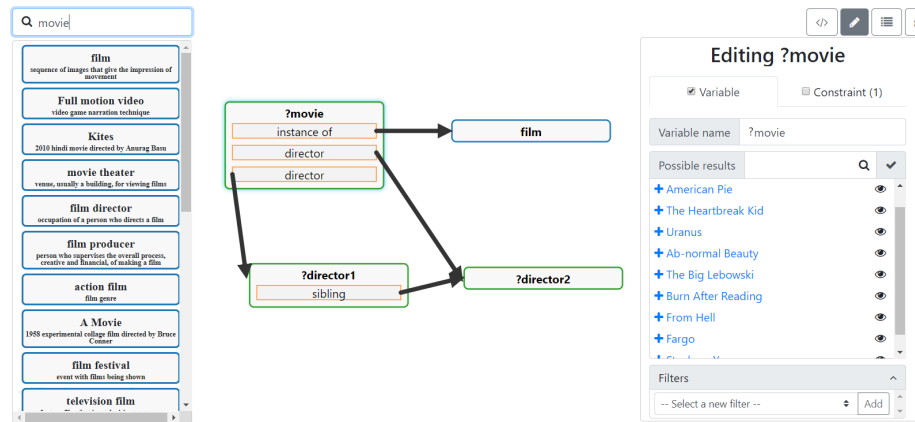 movie
film
sequence of images that give the impression of
movement
Full motion video
video game narration technique
Kites
2010 hindi movie directed by Anurag Basu
movie theater
venue, usually a building, for viewing films
film director
occupation of a person who directs a film
film producer
person who supervises the overall process,
creative and financial, of making a film
action film
film genre
A Movie
1958 experimental collage film directed by Bruce
Conner
film festival
event with films being shown
television film
?movie
instance of
director
director
film
?director1
sibling
?director2
</>
Editing ?movie
Variable
Constraint (1)
Variable name
?movie
Possible results
American Pie
The Heartbreak Kid
Uranus
Ab-normal Beauty
The Big Lebowski
Burn After Reading
From Hell
Fargo
Filters
-- Select a new filter --
Add